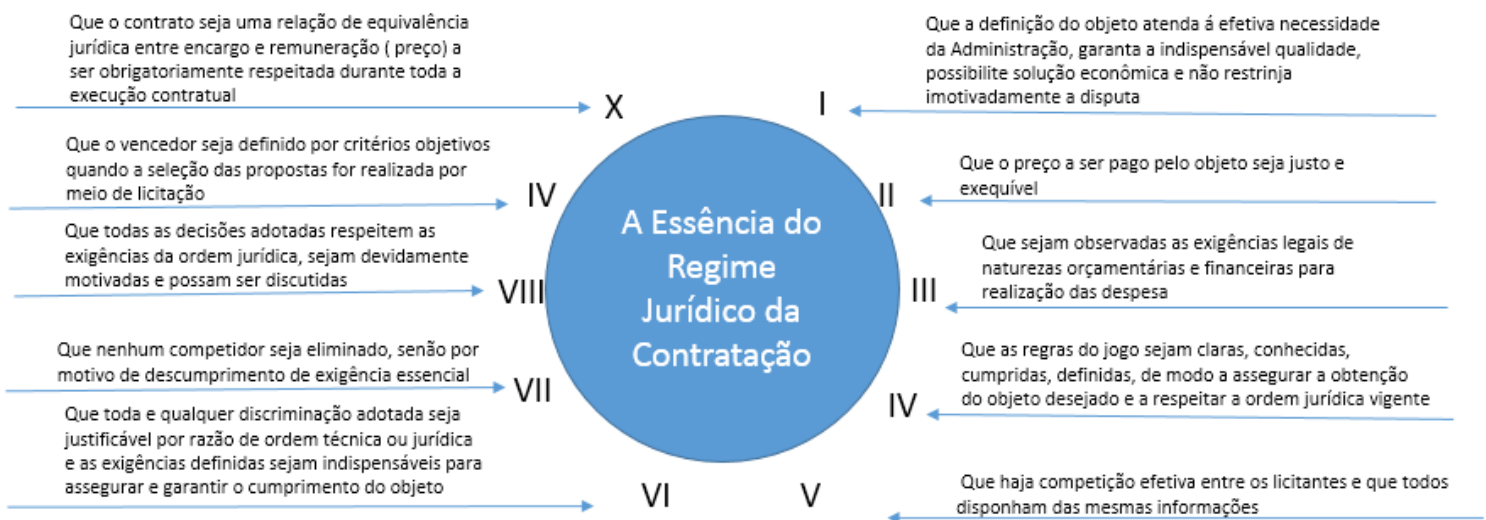 Que o contrato seja uma relação de equivalência
jurídica entre encargo e remuneração ( preço) a
ser obrigatoriamente respeitada durante toda a
execução contratual
X
Que o vencedor seja definido por critérios objetivos
quando a seleção das propostas for realizada por
meio de licitação
IV
Que todas as decisões adotadas respeitem as
exigências da ordem jurídica, sejam devidamente
motivadas e possam ser discutidas
VIII
Que nenhum competidor seja eliminado, senão por
motivo de descumprimento de exigência essencial
VII
Que toda e qualquer discriminação adotada seja
justificável por razão de ordem técnica ou jurídica
e as exigências definidas sejam indispensáveis para
assegurar e garantir o cumprimento do objeto
VI
A Essência do
Regime
Jurídico da
Contratação
Que a definição do objeto atenda á efetiva necessidade
da Administração, garanta a indispensável qualidade,
possibilite solução econômica e não restrinja
imotivadamente a disputa
I
Que o preço a ser pago pelo objeto seja justo e
exequível
II
Que sejam observadas as exigências legais de
naturezas orçamentárias e financeiras para
realização das despesa
III
Que as regras do jogo sejam claras, conhecidas,
cumpridas, definidas, de modo a assegurar a obtenção
do objeto desejado e a respeitar a ordem jurídica vigente
IV
Que haja competição efetiva entre os licitantes e que todos
disponham das mesmas informações
V